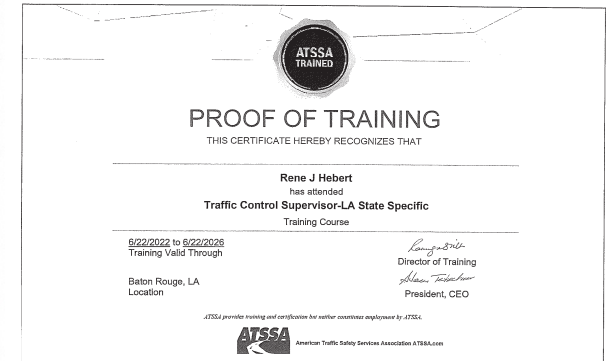 ATSSA
TRAINED
PROOF OF TRAINING
THIS CERTIFICATE HEREBY RECOGNIZES THAT
Rene J Hebert
has attended
Traffic Control Supervisor-LA State Specific
Training Course
6/22/2022 to 6/22/2026
Training Valid Through
Director of Training
Baton Rouge, LA
Location
President, CEO
ATSSA provides training and certification but neither constitutes employment by ATSSA.
ATSSA
American Traffic Safety Services Association ATSSA.com